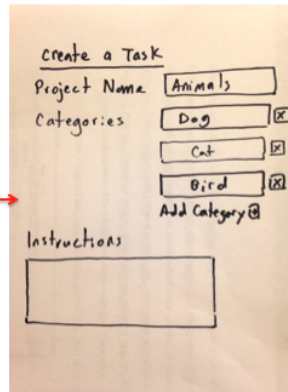 Create a Task
Project Name Animals
Categories Dog x
Cat x
Bird x
Add Category +
Instructions